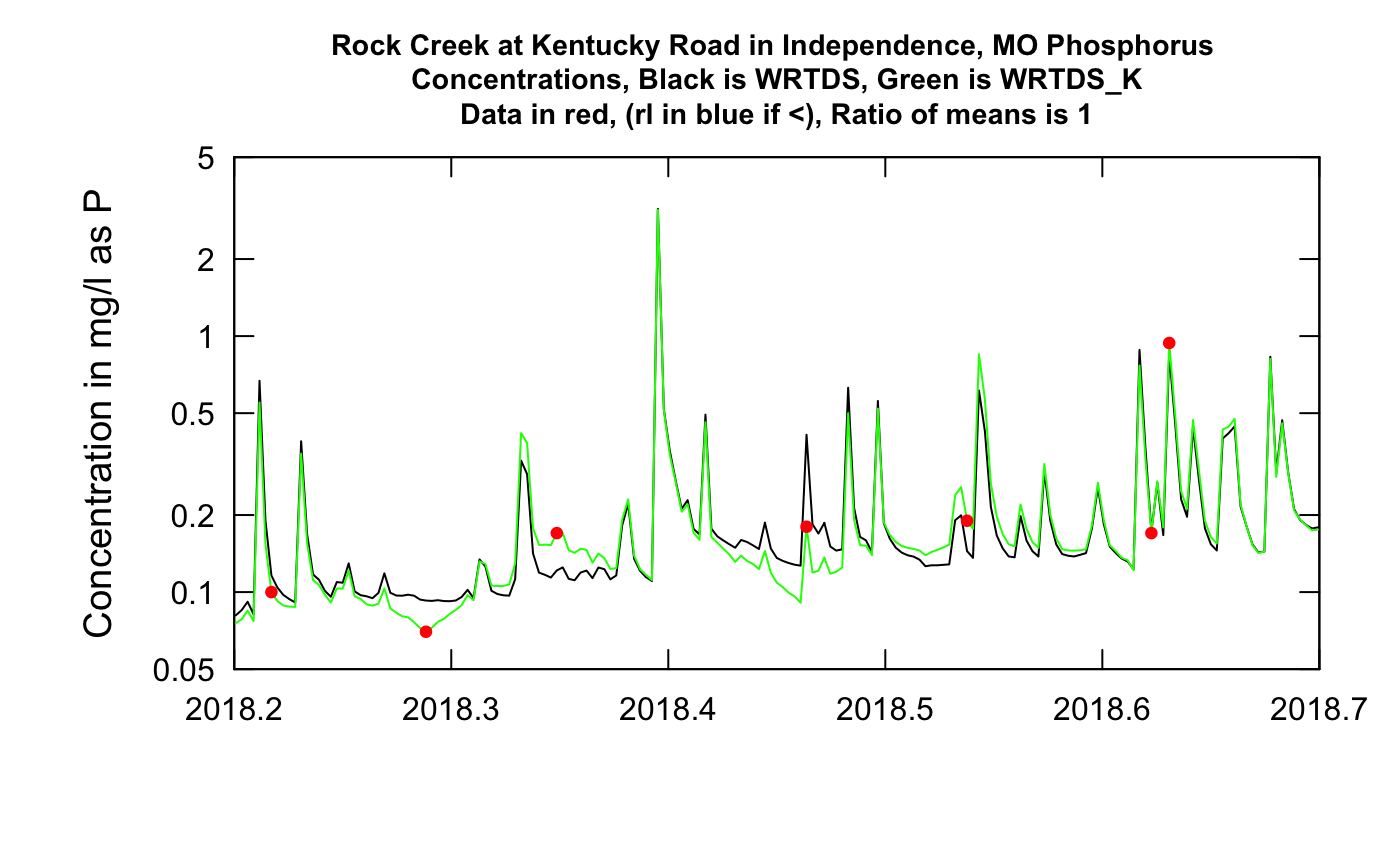 Rock Creek at Kentucky Road in Independence, MO Phosphorus
Concentrations, Black is WRTDS, Green is WRTDS_K
Data in red, (rl in blue if <), Ratio of means is 1
Concentration in mg/l as P
5
2
1
0.5
0.2
0.1
0.05
2018.2 2018.3 2018.4 2018.5 2018.6 2018.7